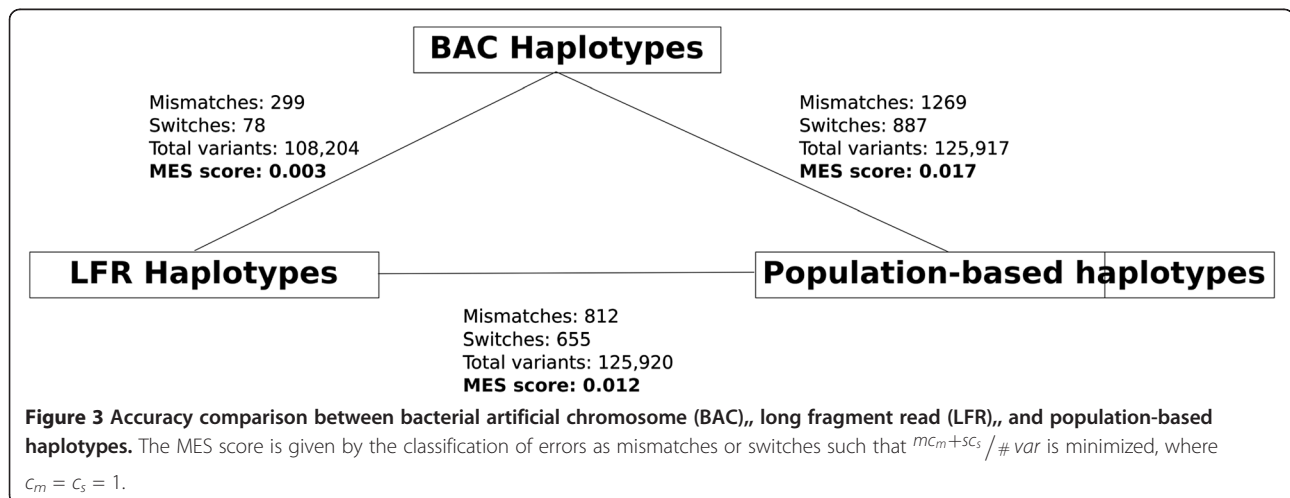 BAC Haplotypes
Mismatches: 299
Switches: 78
Total variants: 108,204
MES score: 0.003
Mismatches: 1269
Switches: 887
Total variants: 125,917
MES score: 0.017
LFR Haplotypes
Population-based haplotypes
Mismatches: 812
Switches: 655
Total variants: 125,920
MES score: 0.012
Figure 3 Accuracy comparison between bacterial artificial chromosome (BAC),, long fragment read (LFR),, and population-based
haplotypes. The MES score is given by the classification of errors as mismatches or switches such that mcₘ+scₛ / # var is minimized, where
cₘ = cₛ = 1.